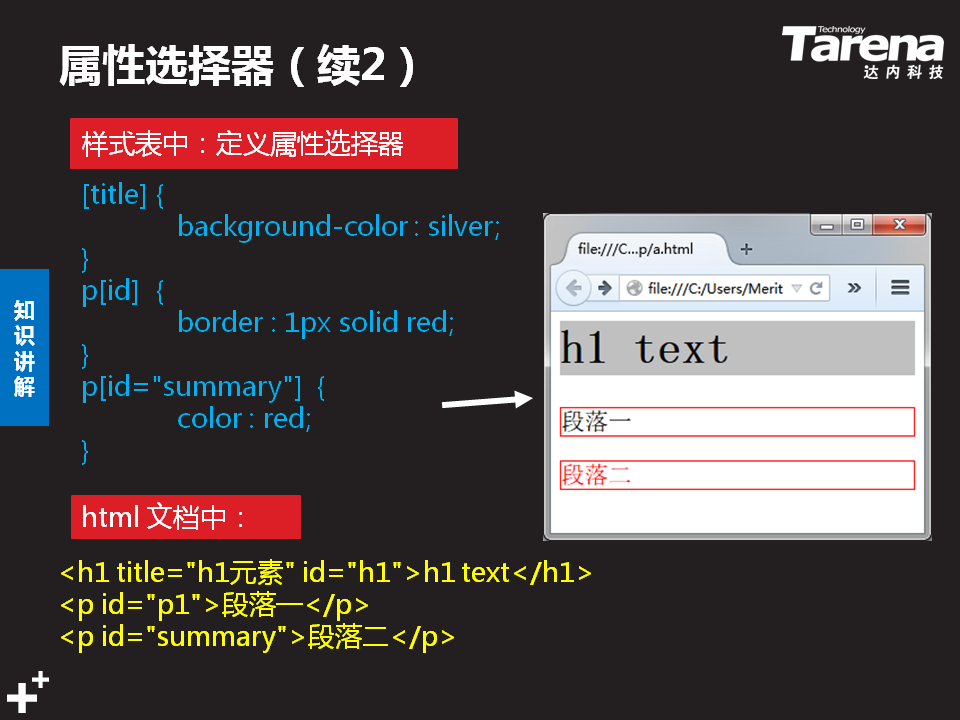 属性选择器（续2）
Technology
Tarena
达内科技
样式表中：定义属性选择器
[title] {
background-color : silver;
}
p[id] {
border : 1px solid red;
}
p[id="summary"] {
color : red;
}
知识讲解
file:///C...p/a.html
file:///C:/Users/Merit
h1 text
段落一
段落二
html 文档中：
<h1 title="h1元素" id="h1">h1 text</h1>
<p id="p1">段落一</p>
<p id="summary">段落二</p>